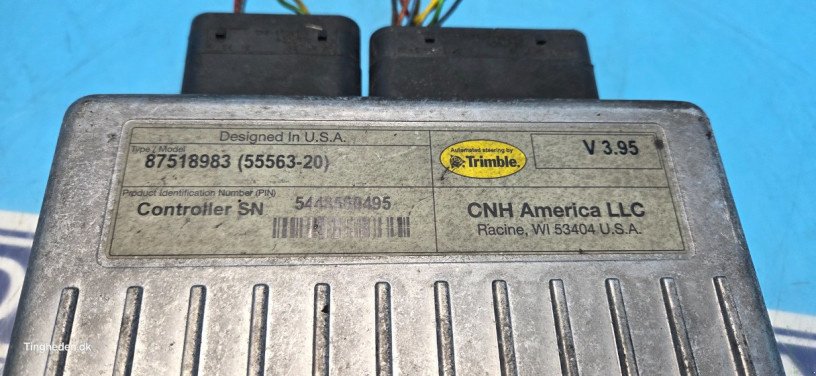 Designed In U.S.A.
Type / Model
87518983 (55563-20)
Automated steering by
Trimble.
V 3.95
Product Identification Number (PIN)
Controller SN
CNH America LLC
Racine, WI 53404 U.S.A.
Tingheden.dk